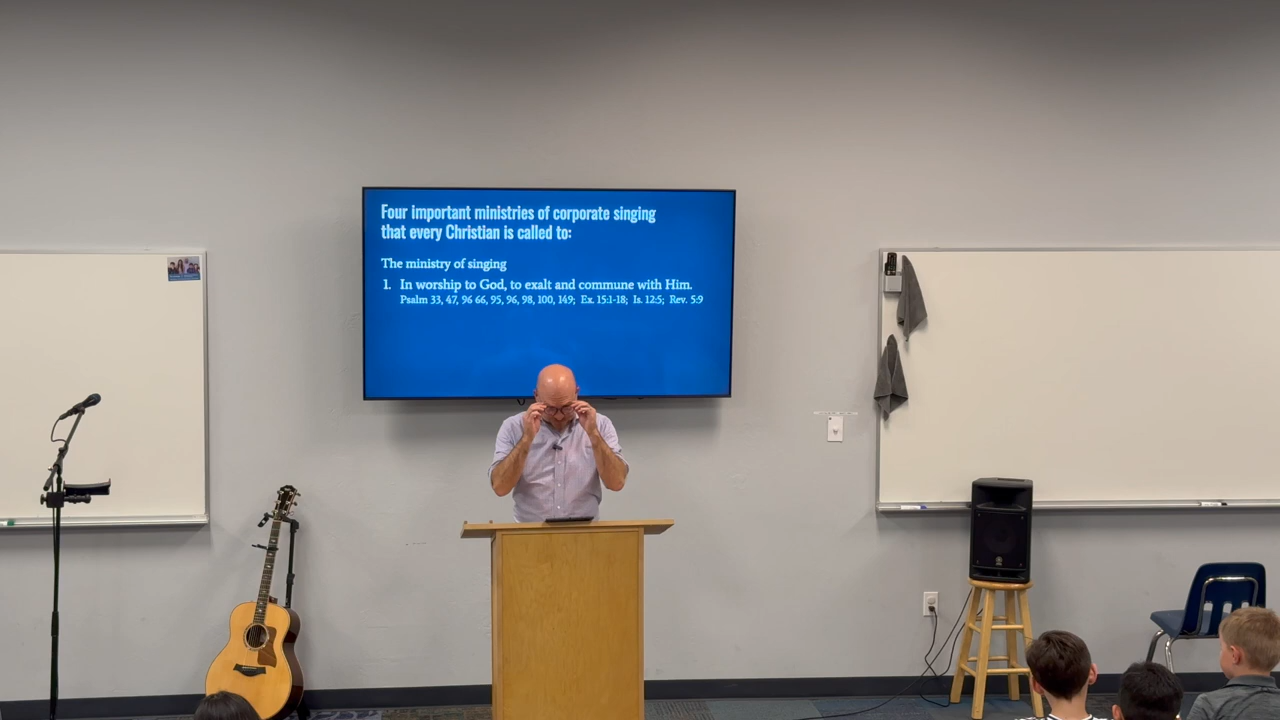 Four important ministries of corporate singing
that every Christian is called to:
The ministry of singing
1. In worship to God, to exalt and commune with Him.
Psalm 33, 47, 96 66, 95, 96, 98, 100, 149; Ex. 15:1-18; Is. 12:5; Rev. 5:9